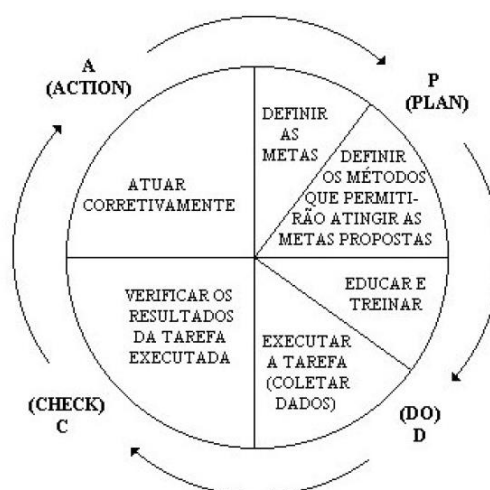 A
(ACTION)
P
(PLAN)
DEFINIR
AS
METAS
DEFINIR
OS MÉTODOS
QUE PERMITI-
RÃO ATINGIR AS
METAS PROPOSTAS
ATUAR
CORRETIVAMENTE
EDUCAR E
TREINAR
VERIFICAR OS
RESULTADOS
DA TAREFA
EXECUTADA
EXECUTAR
A TAREFA
(COLETAR
DADOS)
(CHECK)
C
(DO)
D